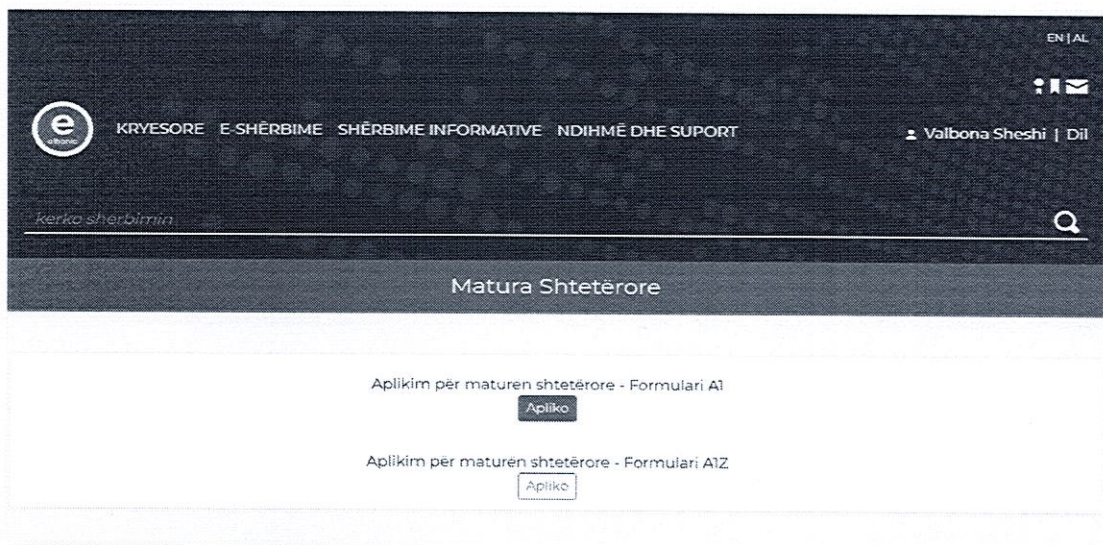 EN | AL
e
KRYESORE E-SHËRBIME SHËRBIME INFORMATIVE NDIHMË DHE SUPORT
Valbona Sheshi | Dil
kerko sherbimin
Matura Shtetërore
Aplikim për maturën shtetërore - Formulari A1
Apliko
Aplikim për maturën shtetërore - Formulari A1Z
Apliko